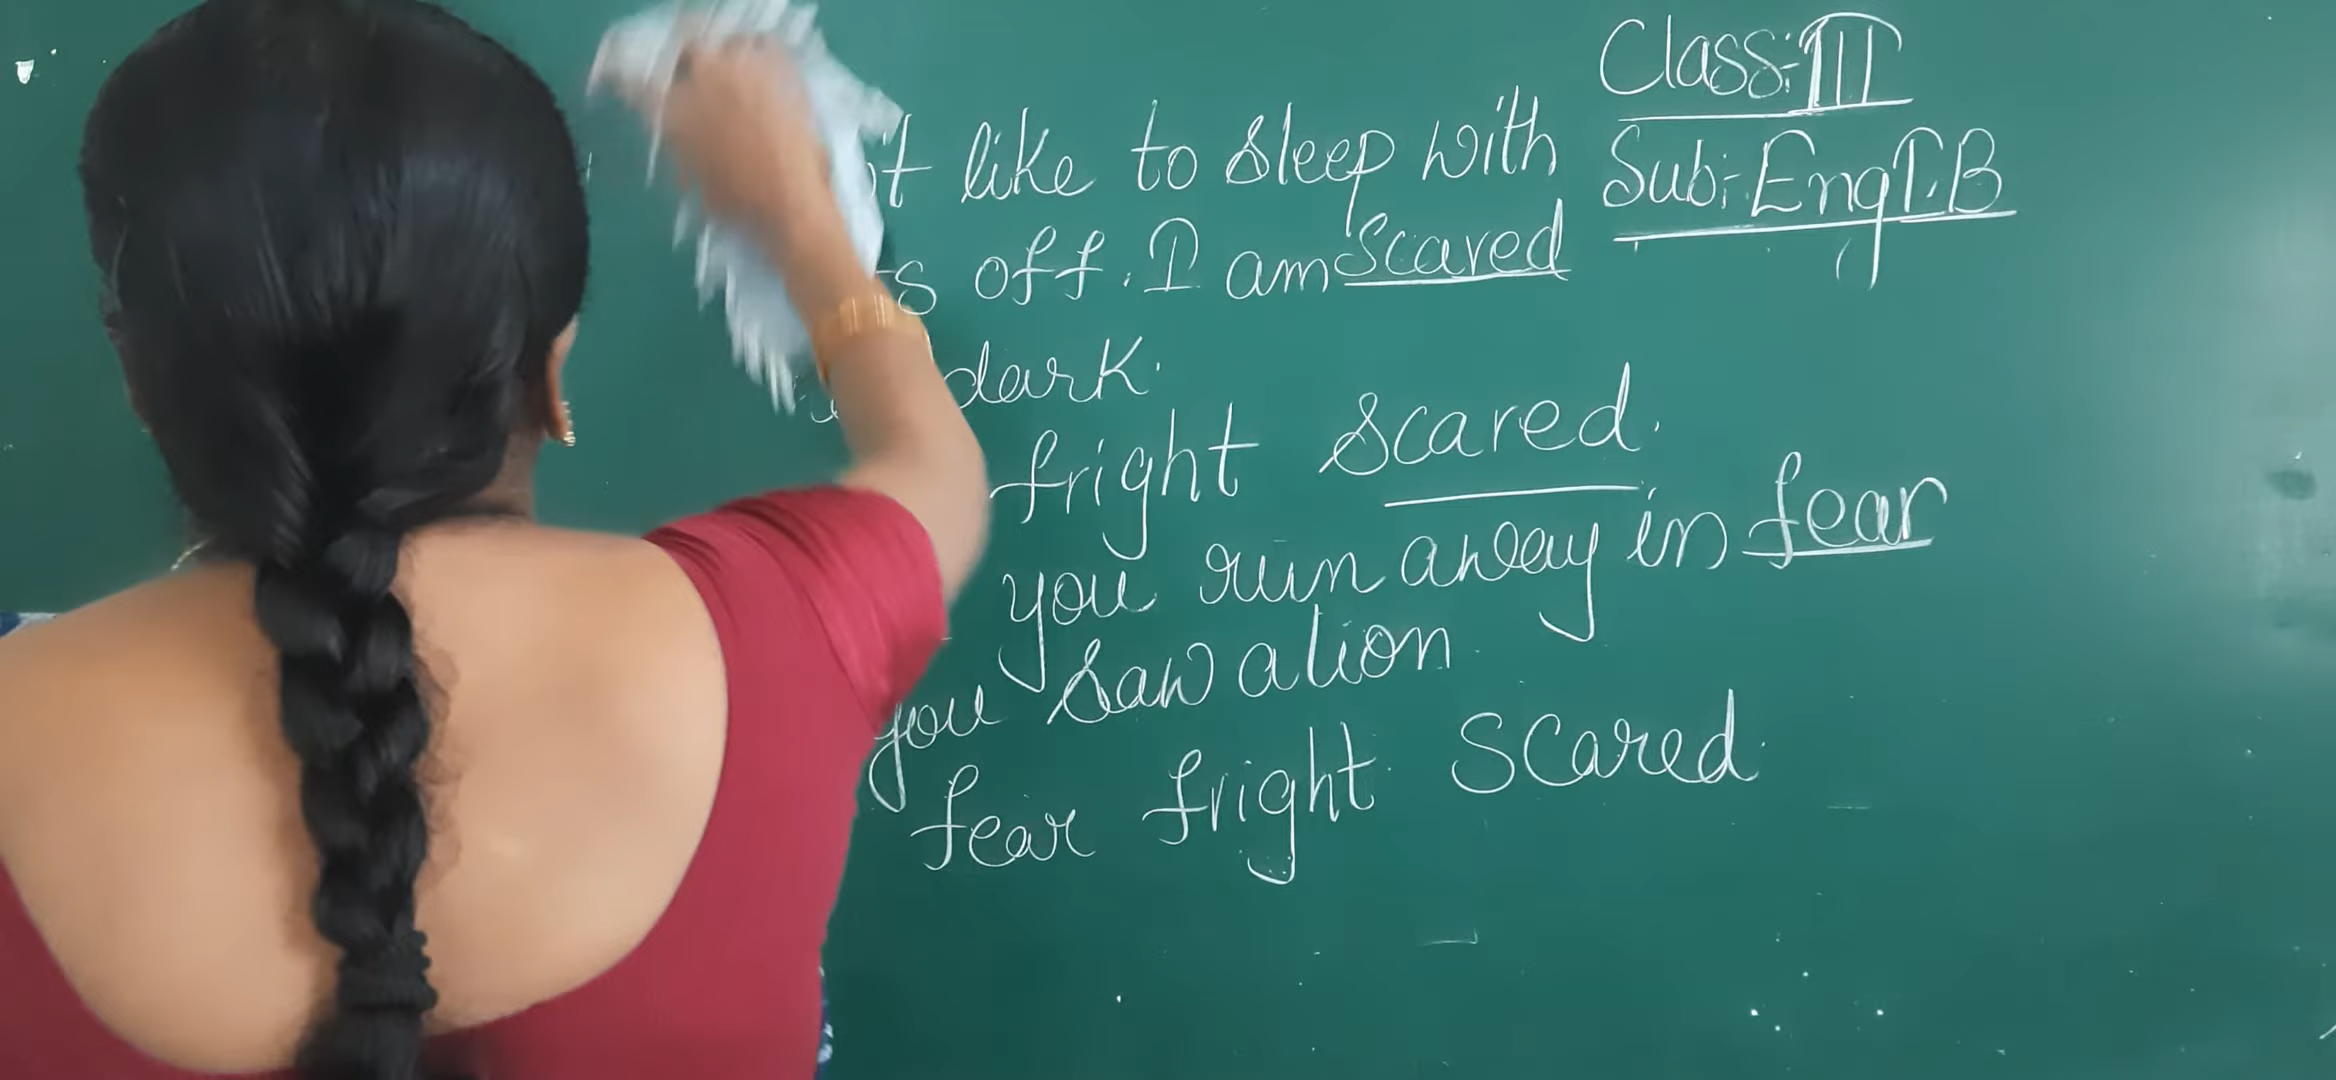 Class:- III
Sub:- Eng T.B
like to sleep with
off. I am scared
dark.
fright scared.
you run away in fear
you saw a lion
fear fright scared